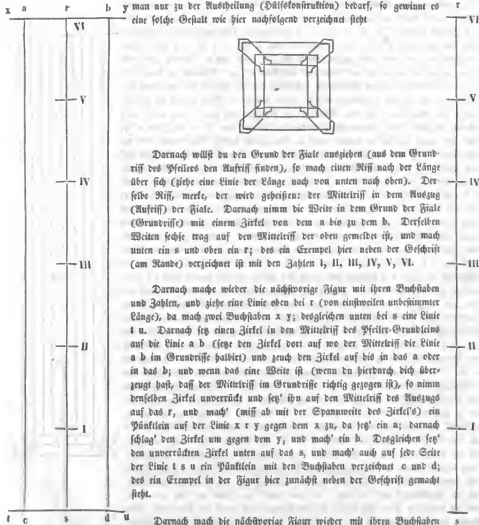 x a r b y
man nur zu der Austheilung (Hülfskonstruktion) bedarf, so gewinnt es
eine solche Gestalt wie hier nachfolgend verzeichnet steht
r
VI
V
IV
III
II
I
VI
V
IV
III
II
I
Darnach willst du den Grund der Fiale ausziehen (aus dem Grund-
riß des Pfeilers den Aufriß finden), so mach einen Riß nach der Länge
über sich (ziehe eine Linie der Länge nach von unten nach oben). Der-
selbe Riß, merke, der wird geheißen: der Mittelriß in dem Auszug
(Aufriß) der Fiale. Darnach nimm die Weite in dem Grund der Fiale
(Grundriße) mit einem Zirkel von dem a bis zu dem b. Derselben
Weiten sechse trag auf den Mittelriß der oben gemeldet ist, und mach
unten ein s und oben ein r; des ein Exempel hier neben der Geschrift
(am Rande) verzeichnet ist mit den Zahlen I, II, III, IV, V, VI.
Darnach mache wieder die nächstvorige Figur mit ihren Buchstaben
und Zahlen, und ziehe eine Linie oben bei r (von einstweilen unbestimmter
Länge), da mach zwei Buchstaben x y; desgleichen unten bei s eine Linie
t u. Darnach setz einen Zirkel in den Mittelriß des Pfeiler-Grundleins
auf die Linie a b (setze den Zirkel dort auf wo der Mittelriß die Linie
a b im Grundriße halbirt) und zeuch den Zirkel auf bis in das a oder
in das b; und wenn das eine Weite ist (wenn du hierdurch dich über-
zeugt hast, daß der Mittelriß im Grundriße richtig gezogen ist), so nimm
denselben Zirkel unverrückt und setz' ihn auf den Mittelriß des Auszugs
auf das r, und mach' (miß ab mit der Spannweite des Zirkel's) ein
Pünktlein auf der Linie x r y gegen dem x zu, da setz' ein a; darnach
schlag' den Zirkel um gegen dem y, und mach' ein b. Desgleichen setz'
den unverrückten Zirkel unten auf das s, und mach' auch auf jede Seite
der Linie t s u ein Pünktlein mit den Buchstaben verzeichnet c und d;
des ein Exempel in der Figur hier zunächst neben der Geschrift gemacht
steht.
t c s d u
Darnach mach die nächstvorige Figur wieder mit ihren Buchstaben
s